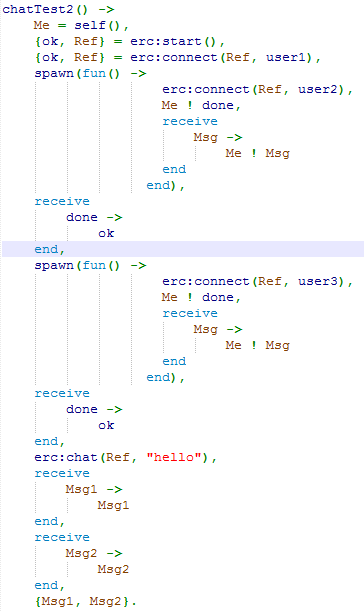 chatTest2() ->
    Me = self(),
    {ok, Ref} = erc:start(),
    {ok, Ref} = erc:connect(Ref, user1),
    spawn(fun() ->
                    erc:connect(Ref, user2),
                    Me ! done,
                    receive
                        Msg ->
                            Me ! Msg
                    end
                  end),
    receive
        done ->
            ok
    end,
    spawn(fun() ->
                    erc:connect(Ref, user3),
                    Me ! done,
                    receive
                        Msg ->
                            Me ! Msg
                    end
                  end),
    receive
        done ->
            ok
    end,
    erc:chat(Ref, "hello"),
    receive
        Msg1 ->
            Msg1
    end,
    receive
        Msg2 ->
            Msg2
    end,
    {Msg1, Msg2}.